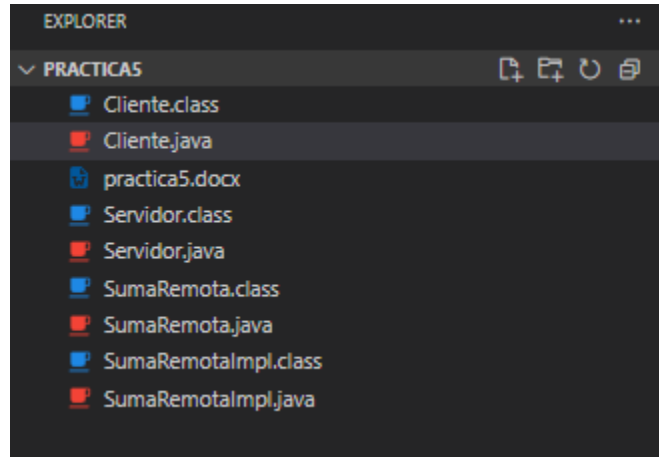 EXPLORER
PRACTICA5
Cliente.class
Cliente.java
practica5.docx
Servidor.class
Servidor.java
SumaRemota.class
SumaRemota.java
SumaRemotaImpl.class
SumaRemotaImpl.java